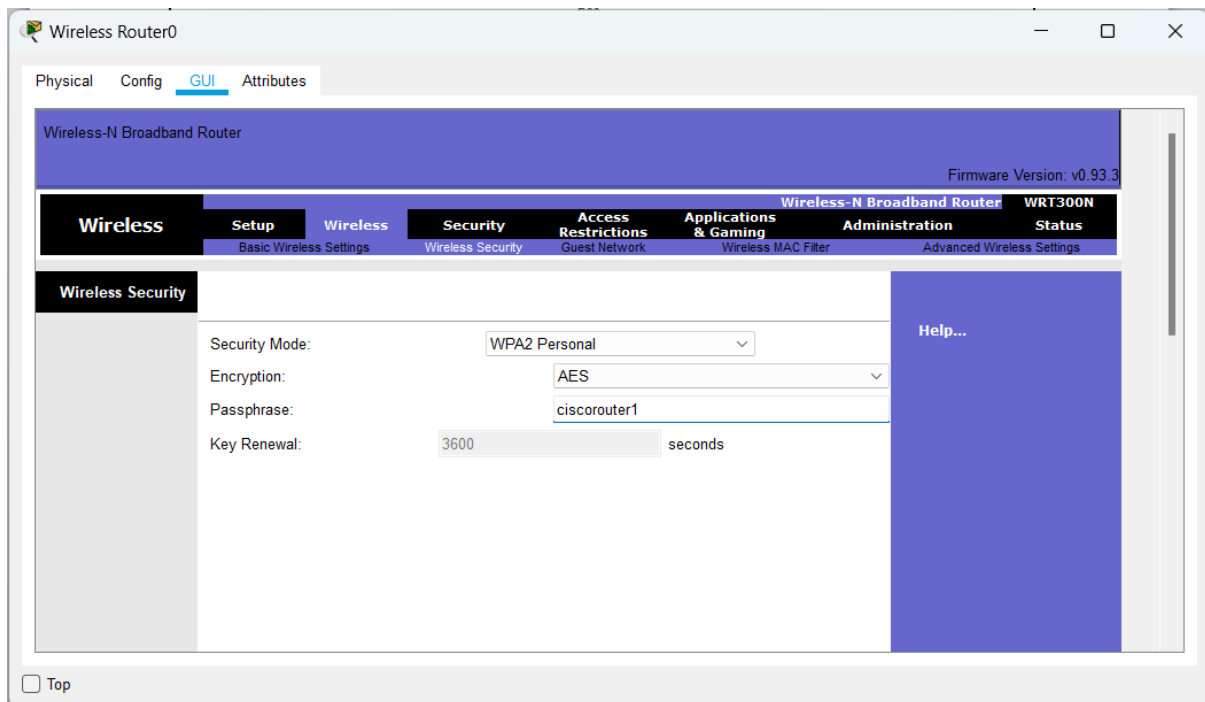 Wireless Router0
Physical Config GUI Attributes
Wireless-N Broadband Router
Firmware Version: v0.93.3
Wireless-N Broadband Router WRT300N
Wireless
Setup Wireless Security Access Restrictions Applications & Gaming Administration Status
Basic Wireless Settings Wireless Security Guest Network Wireless MAC Filter Advanced Wireless Settings
Wireless Security
Help...
Security Mode: WPA2 Personal
Encryption: AES
Passphrase: ciscorouter1
Key Renewal: 3600 seconds
Top